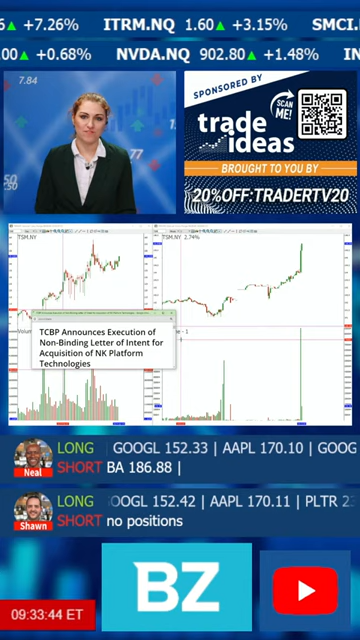 +7.26% ITRM.NQ 1.60 +3.15% SMCI.
.00 +0.68% NVDA.NQ 902.80 +1.48%
7.84
77
SPONSORED BY
SCAN ME!
trade ideas
BROUGHT TO YOU BY
20%OFF:TRADERTV20
TSM.NY
TSM.NY 2.74%
TCBP Announces Execution of
Non-Binding Letter of Intent for
Acquisition of NK Platform
Technologies
LONG GOOGL 152.33 | AAPL 170.10 | GOOG
SHORT BA 186.88 |
Neal
LONG OOGL 152.42 | AAPL 170.11 | PLTR 2
SHORT no positions
Shawn
BZ
09:33:44 ET